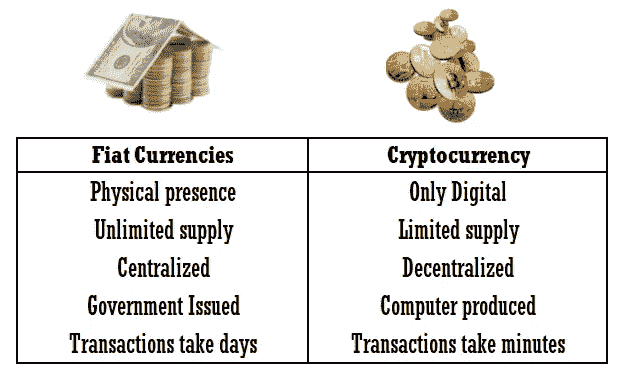 Fiat Currencies Cryptocurrency
Physical presence Only Digital
Unlimited supply Limited supply
Centralized Decentralized
Government Issued Computer produced
Transactions take days Transactions take minutes